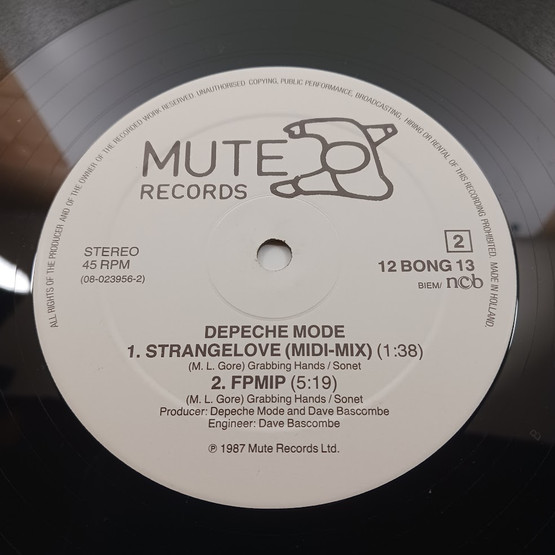 ALL RIGHTS OF THE PRODUCER AND OF THE OWNER OF THE RECORDED WORK RESERVED. UNAUTHORISED COPYING, PUBLIC PERFORMANCE, BROADCASTING, HIRING OR RENTAL OF THIS RECORDING PROHIBITED. MADE IN HOLLAND.
MUTE
RECORDS
STEREO
45 RPM
(08-023956-2)
2
12 BONG 13
BIEM/ ncb
DEPECHE MODE
1. STRANGELOVE (MIDI-MIX) (1:38)
(M. L. Gore) Grabbing Hands / Sonet
2. FPMIP (5:19)
(M. L. Gore) Grabbing Hands / Sonet
Producer: Depeche Mode and Dave Bascombe
Engineer: Dave Bascombe
℗ 1987 Mute Records Ltd.